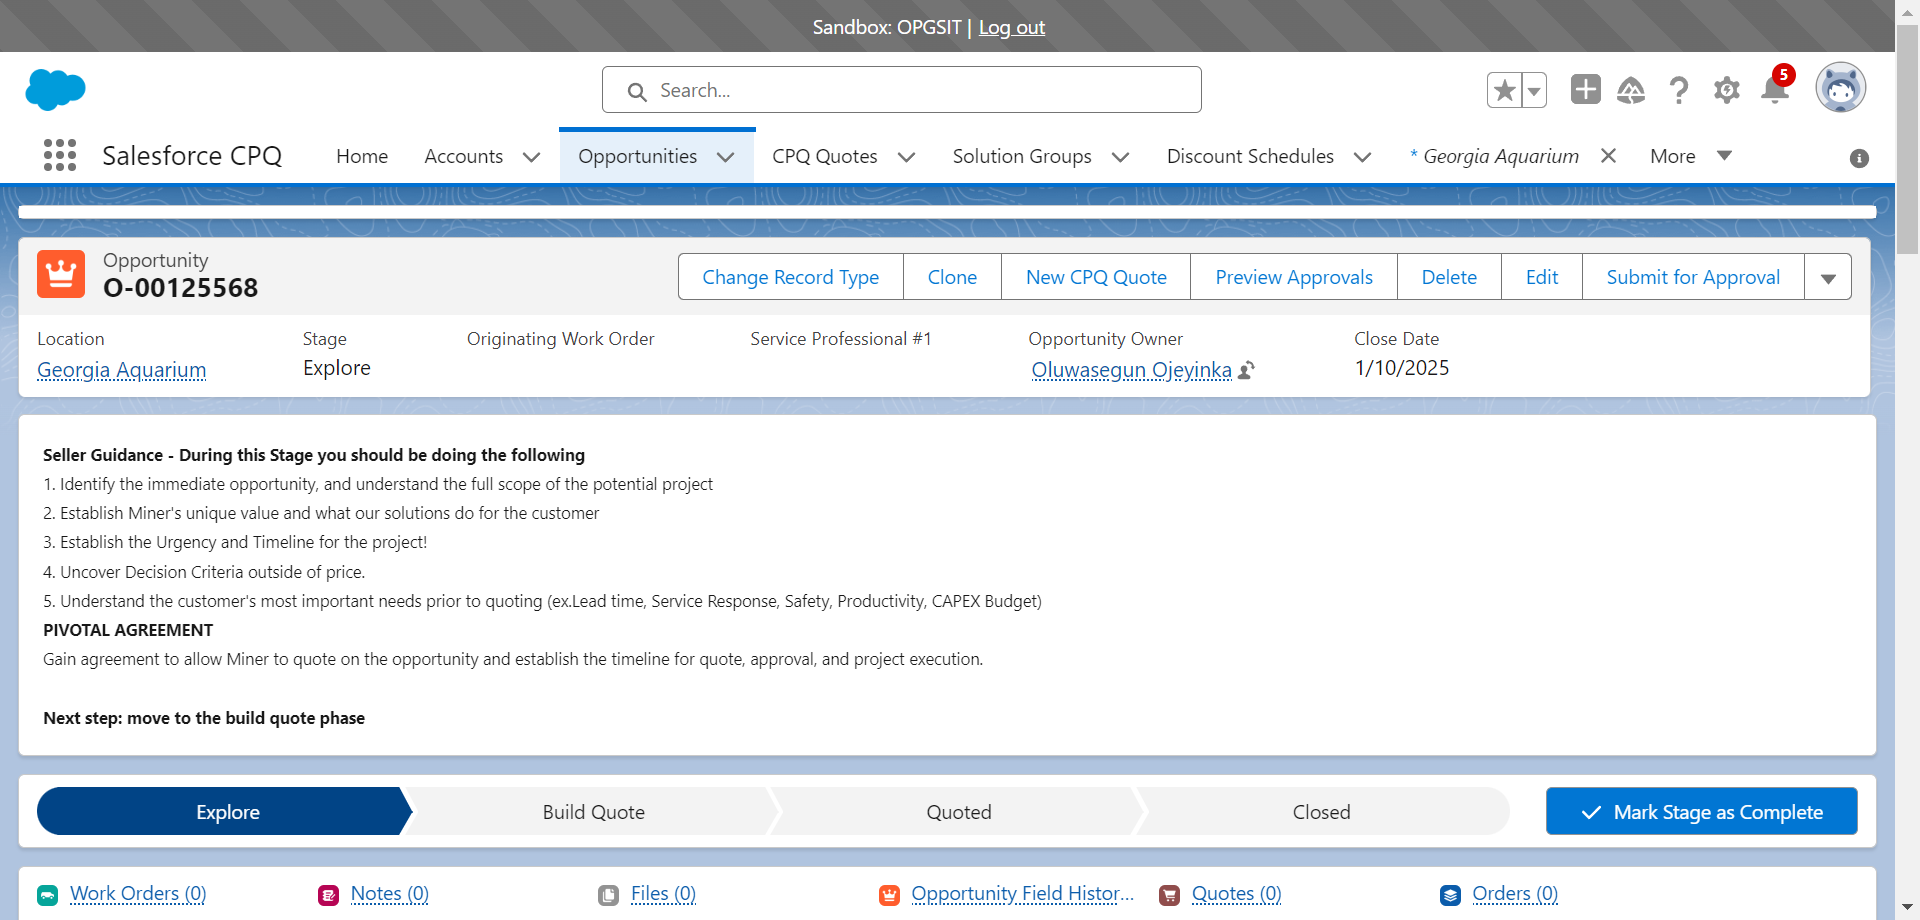 Sandbox: OPGSIT | Log out
Search...
5
Salesforce CPQ
Home
Accounts
Opportunities
CPQ Quotes
Solution Groups
Discount Schedules
* Georgia Aquarium
More
Opportunity
O-00125568
Change Record Type
Clone
New CPQ Quote
Preview Approvals
Delete
Edit
Submit for Approval
Location
Georgia Aquarium
Stage
Explore
Originating Work Order
Service Professional #1
Opportunity Owner
Oluwasegun Ojeyinka
Close Date
1/10/2025
Seller Guidance - During this Stage you should be doing the following
1. Identify the immediate opportunity, and understand the full scope of the potential project
2. Establish Miner's unique value and what our solutions do for the customer
3. Establish the Urgency and Timeline for the project!
4. Uncover Decision Criteria outside of price.
5. Understand the customer's most important needs prior to quoting (ex.Lead time, Service Response, Safety, Productivity, CAPEX Budget)
PIVOTAL AGREEMENT
Gain agreement to allow Miner to quote on the opportunity and establish the timeline for quote, approval, and project execution.
Next step: move to the build quote phase
Explore
Build Quote
Quoted
Closed
Mark Stage as Complete
Work Orders (0)
Notes (0)
Files (0)
Opportunity Field Histor...
Quotes (0)
Orders (0)